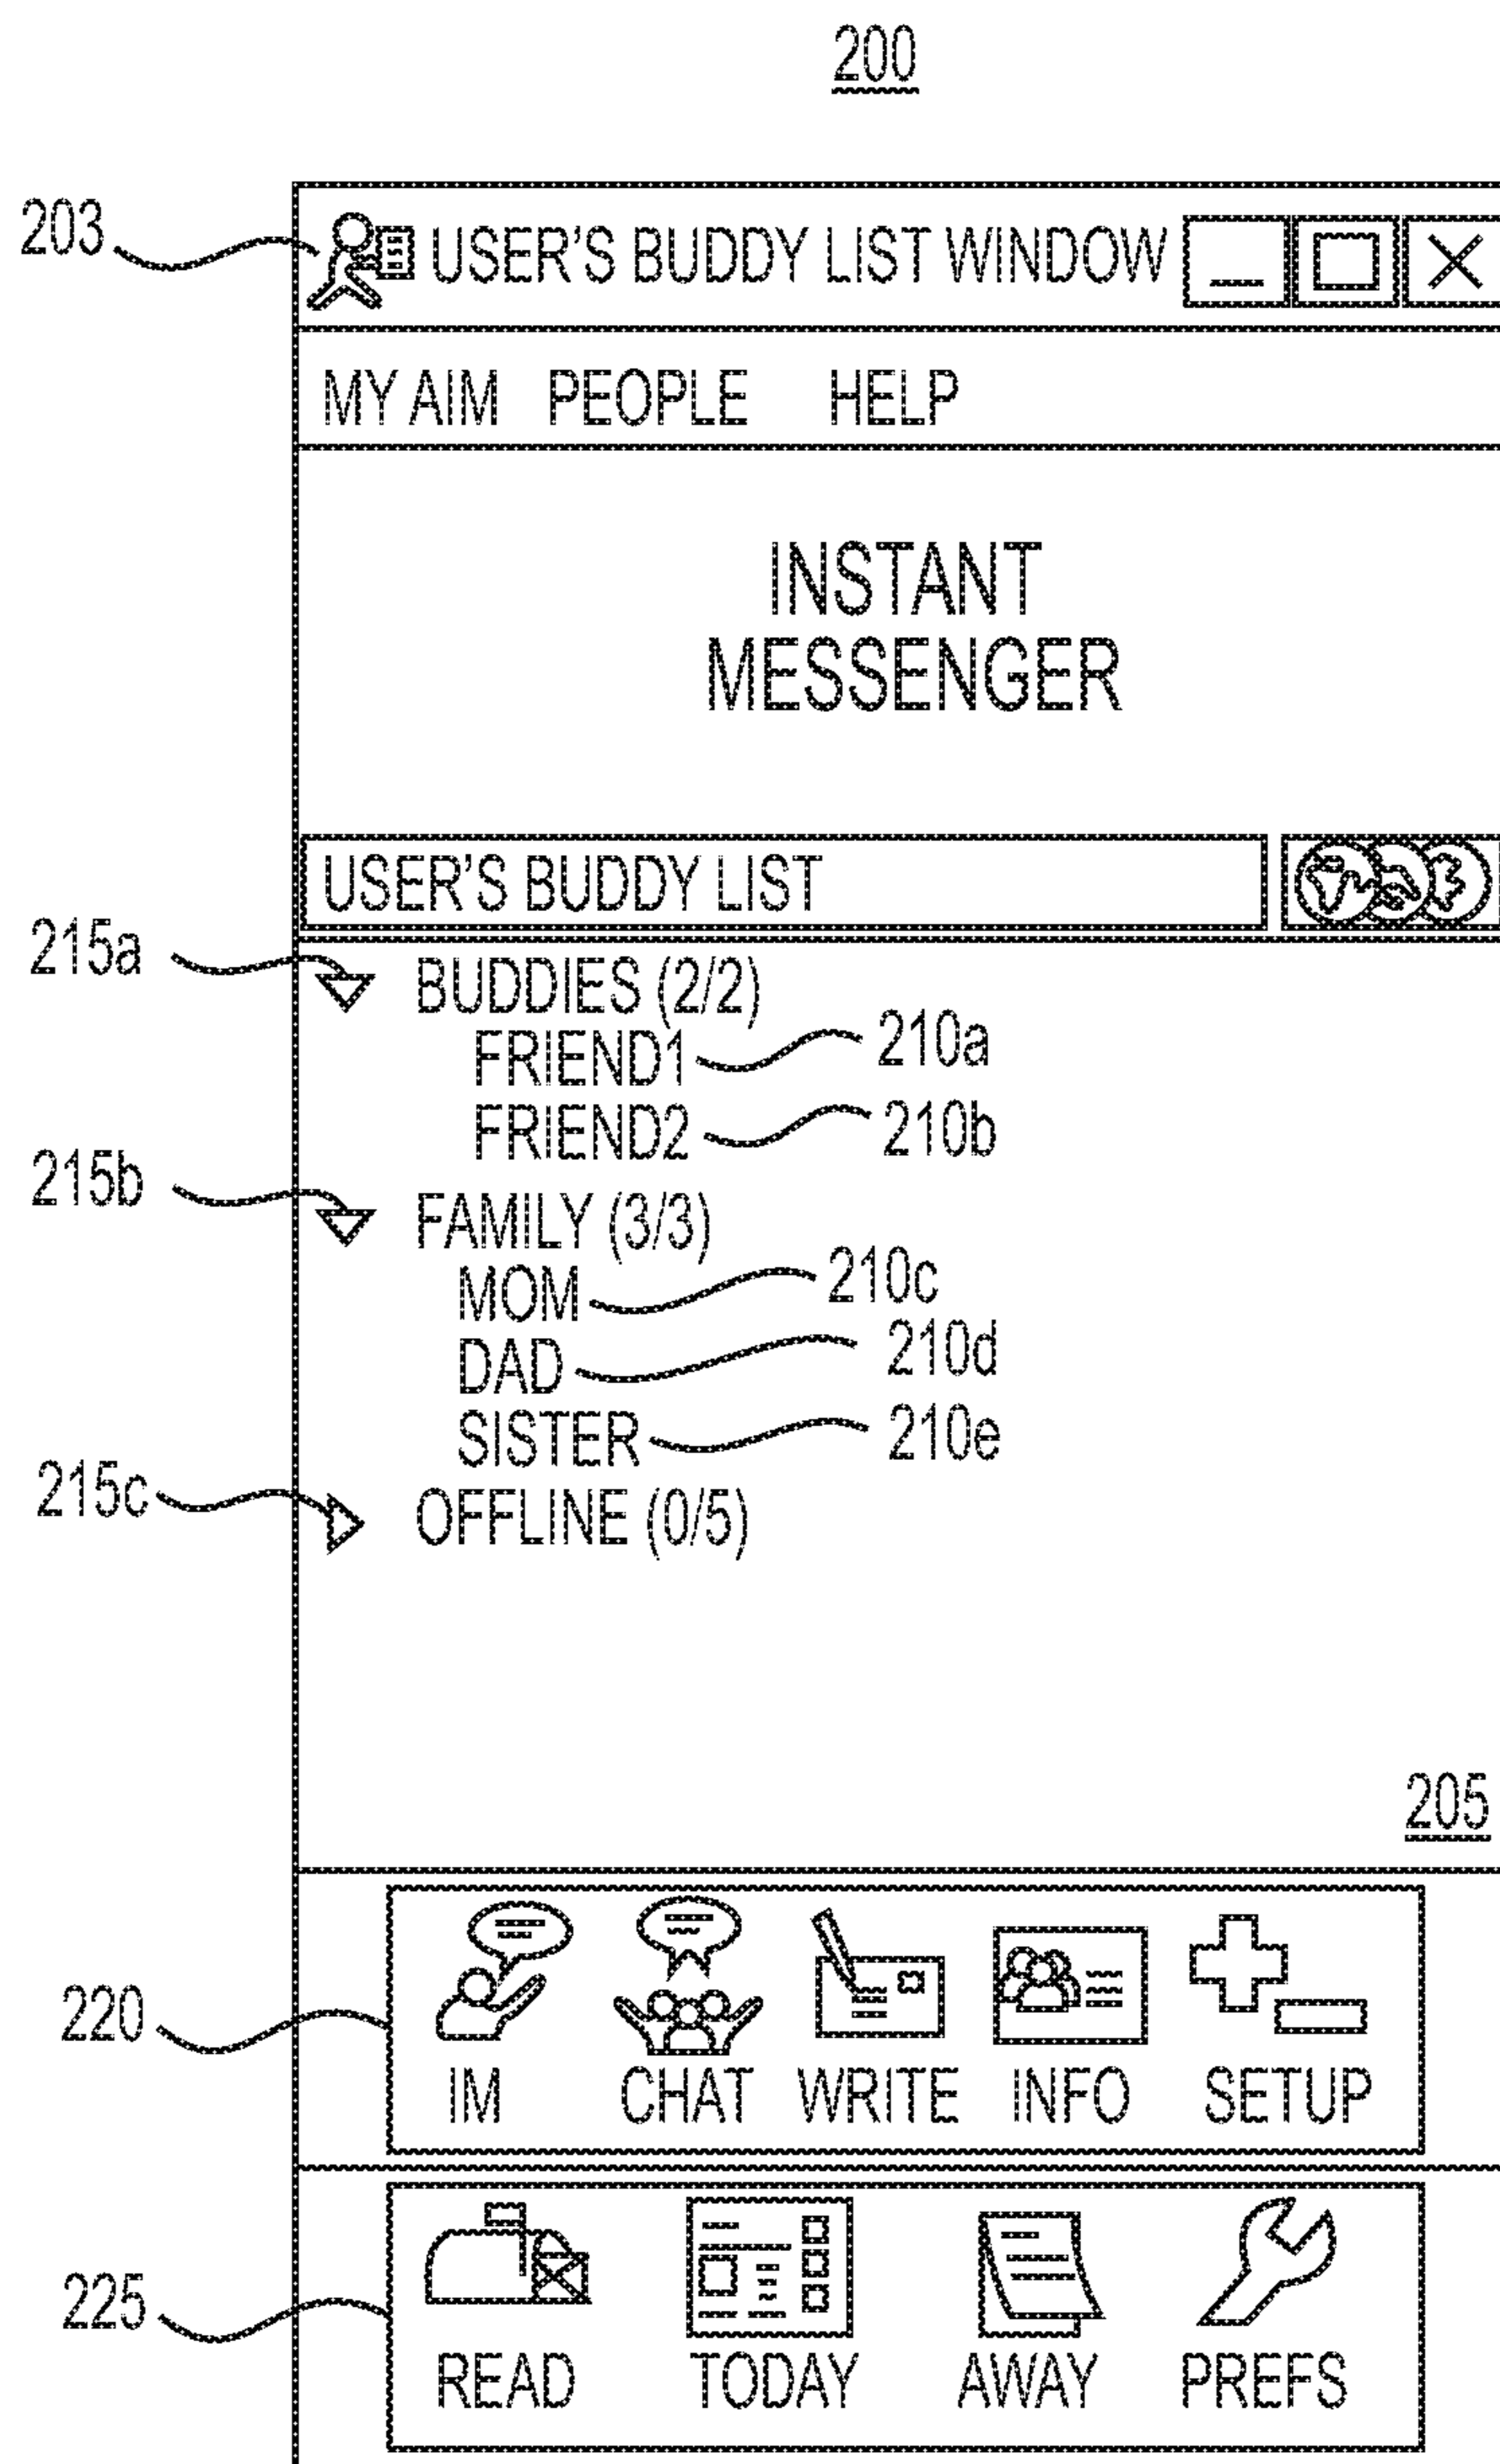 200
203 USER'S BUDDY LIST WINDOW
MY AIM PEOPLE HELP
INSTANT
MESSENGER
USER'S BUDDY LIST
215a BUDDIES (2/2)
FRIEND1 210a
FRIEND2 210b
215b FAMILY (3/3)
MOM 210c
DAD 210d
SISTER 210e
215c OFFLINE (0/5)
205
220 IM CHAT WRITE INFO SETUP
225 READ TODAY AWAY PREFS